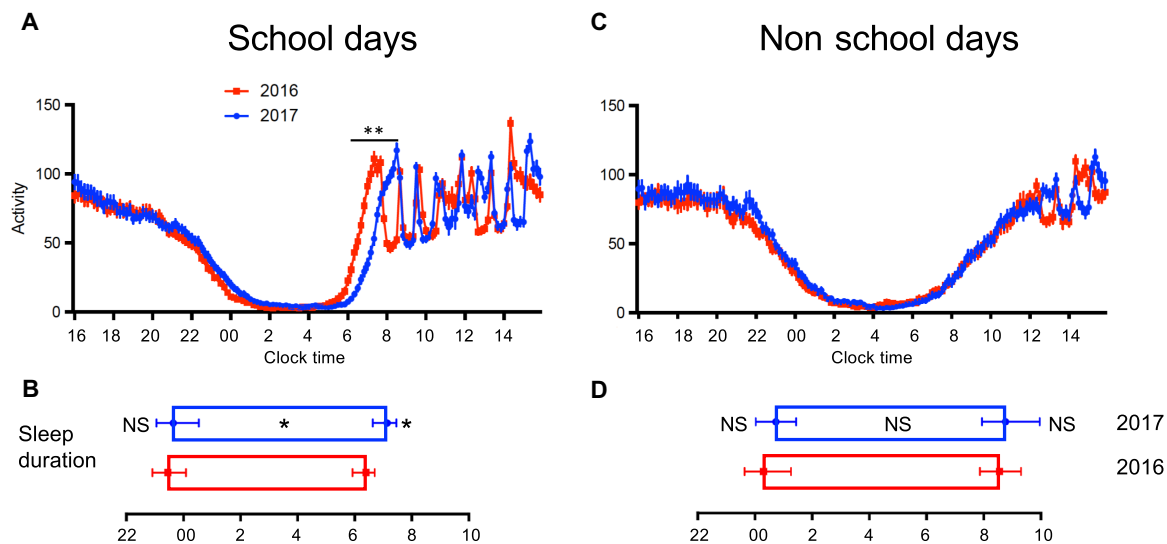 A
School days
2016
2017
**
150
100
50
0
Activity
16 18 20 22 00 2 4 6 8 10 12 14
Clock time
C
Non school days
150
100
50
0
16 18 20 22 00 2 4 6 8 10 12 14
Clock time
B
Sleep
duration
NS * *
22 00 2 4 6 8 10
D
NS NS NS 2017
2016
22 00 2 4 6 8 10